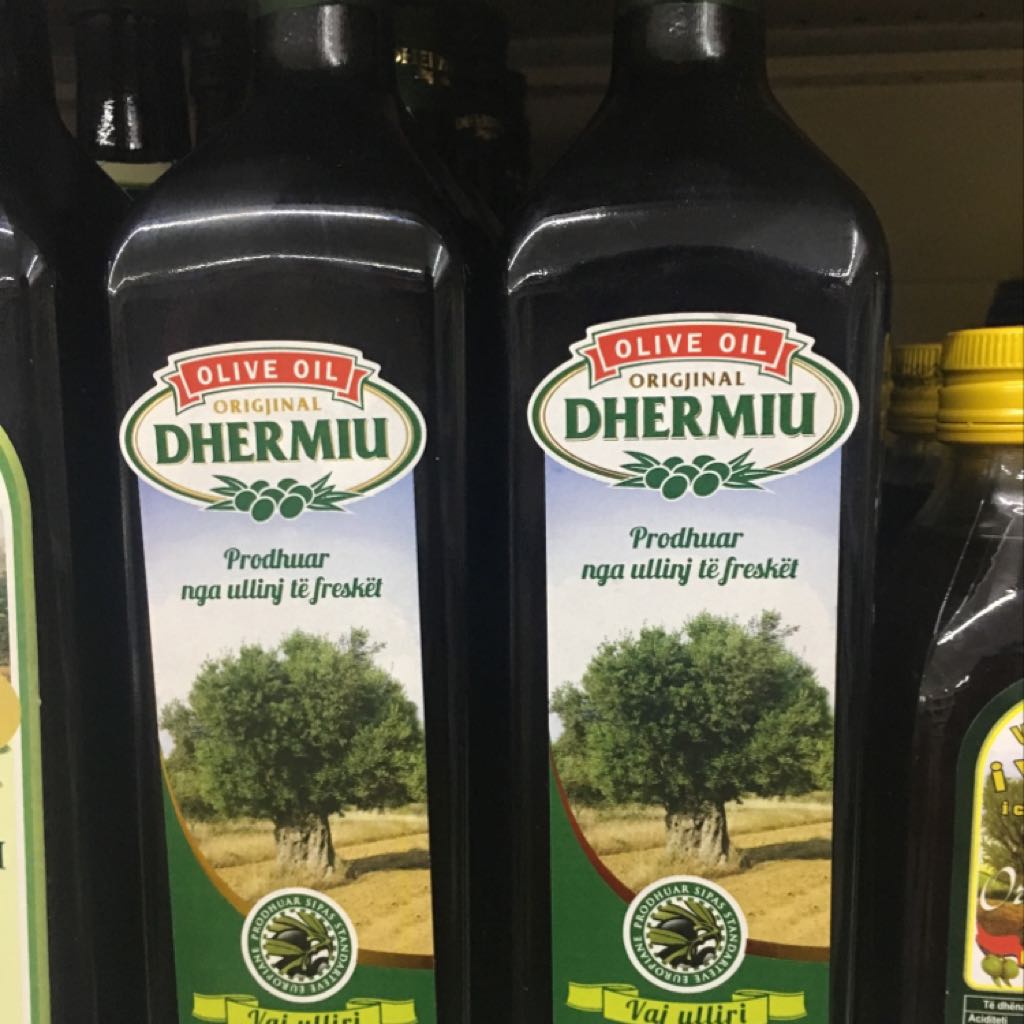 OLIVE OIL
ORIGJINAL
DHERMIU
Prodhuar
nga ullinj të freskët
PRODHUAR SIPAS STANDARTEVE EUROPIANE
Vaj ulliri
OLIVE OIL
ORIGJINAL
DHERMIU
Prodhuar
nga ullinj të freskët
PRODHUAR SIPAS STANDARTEVE EUROPIANE
Vaj ulliri
Aciditeti